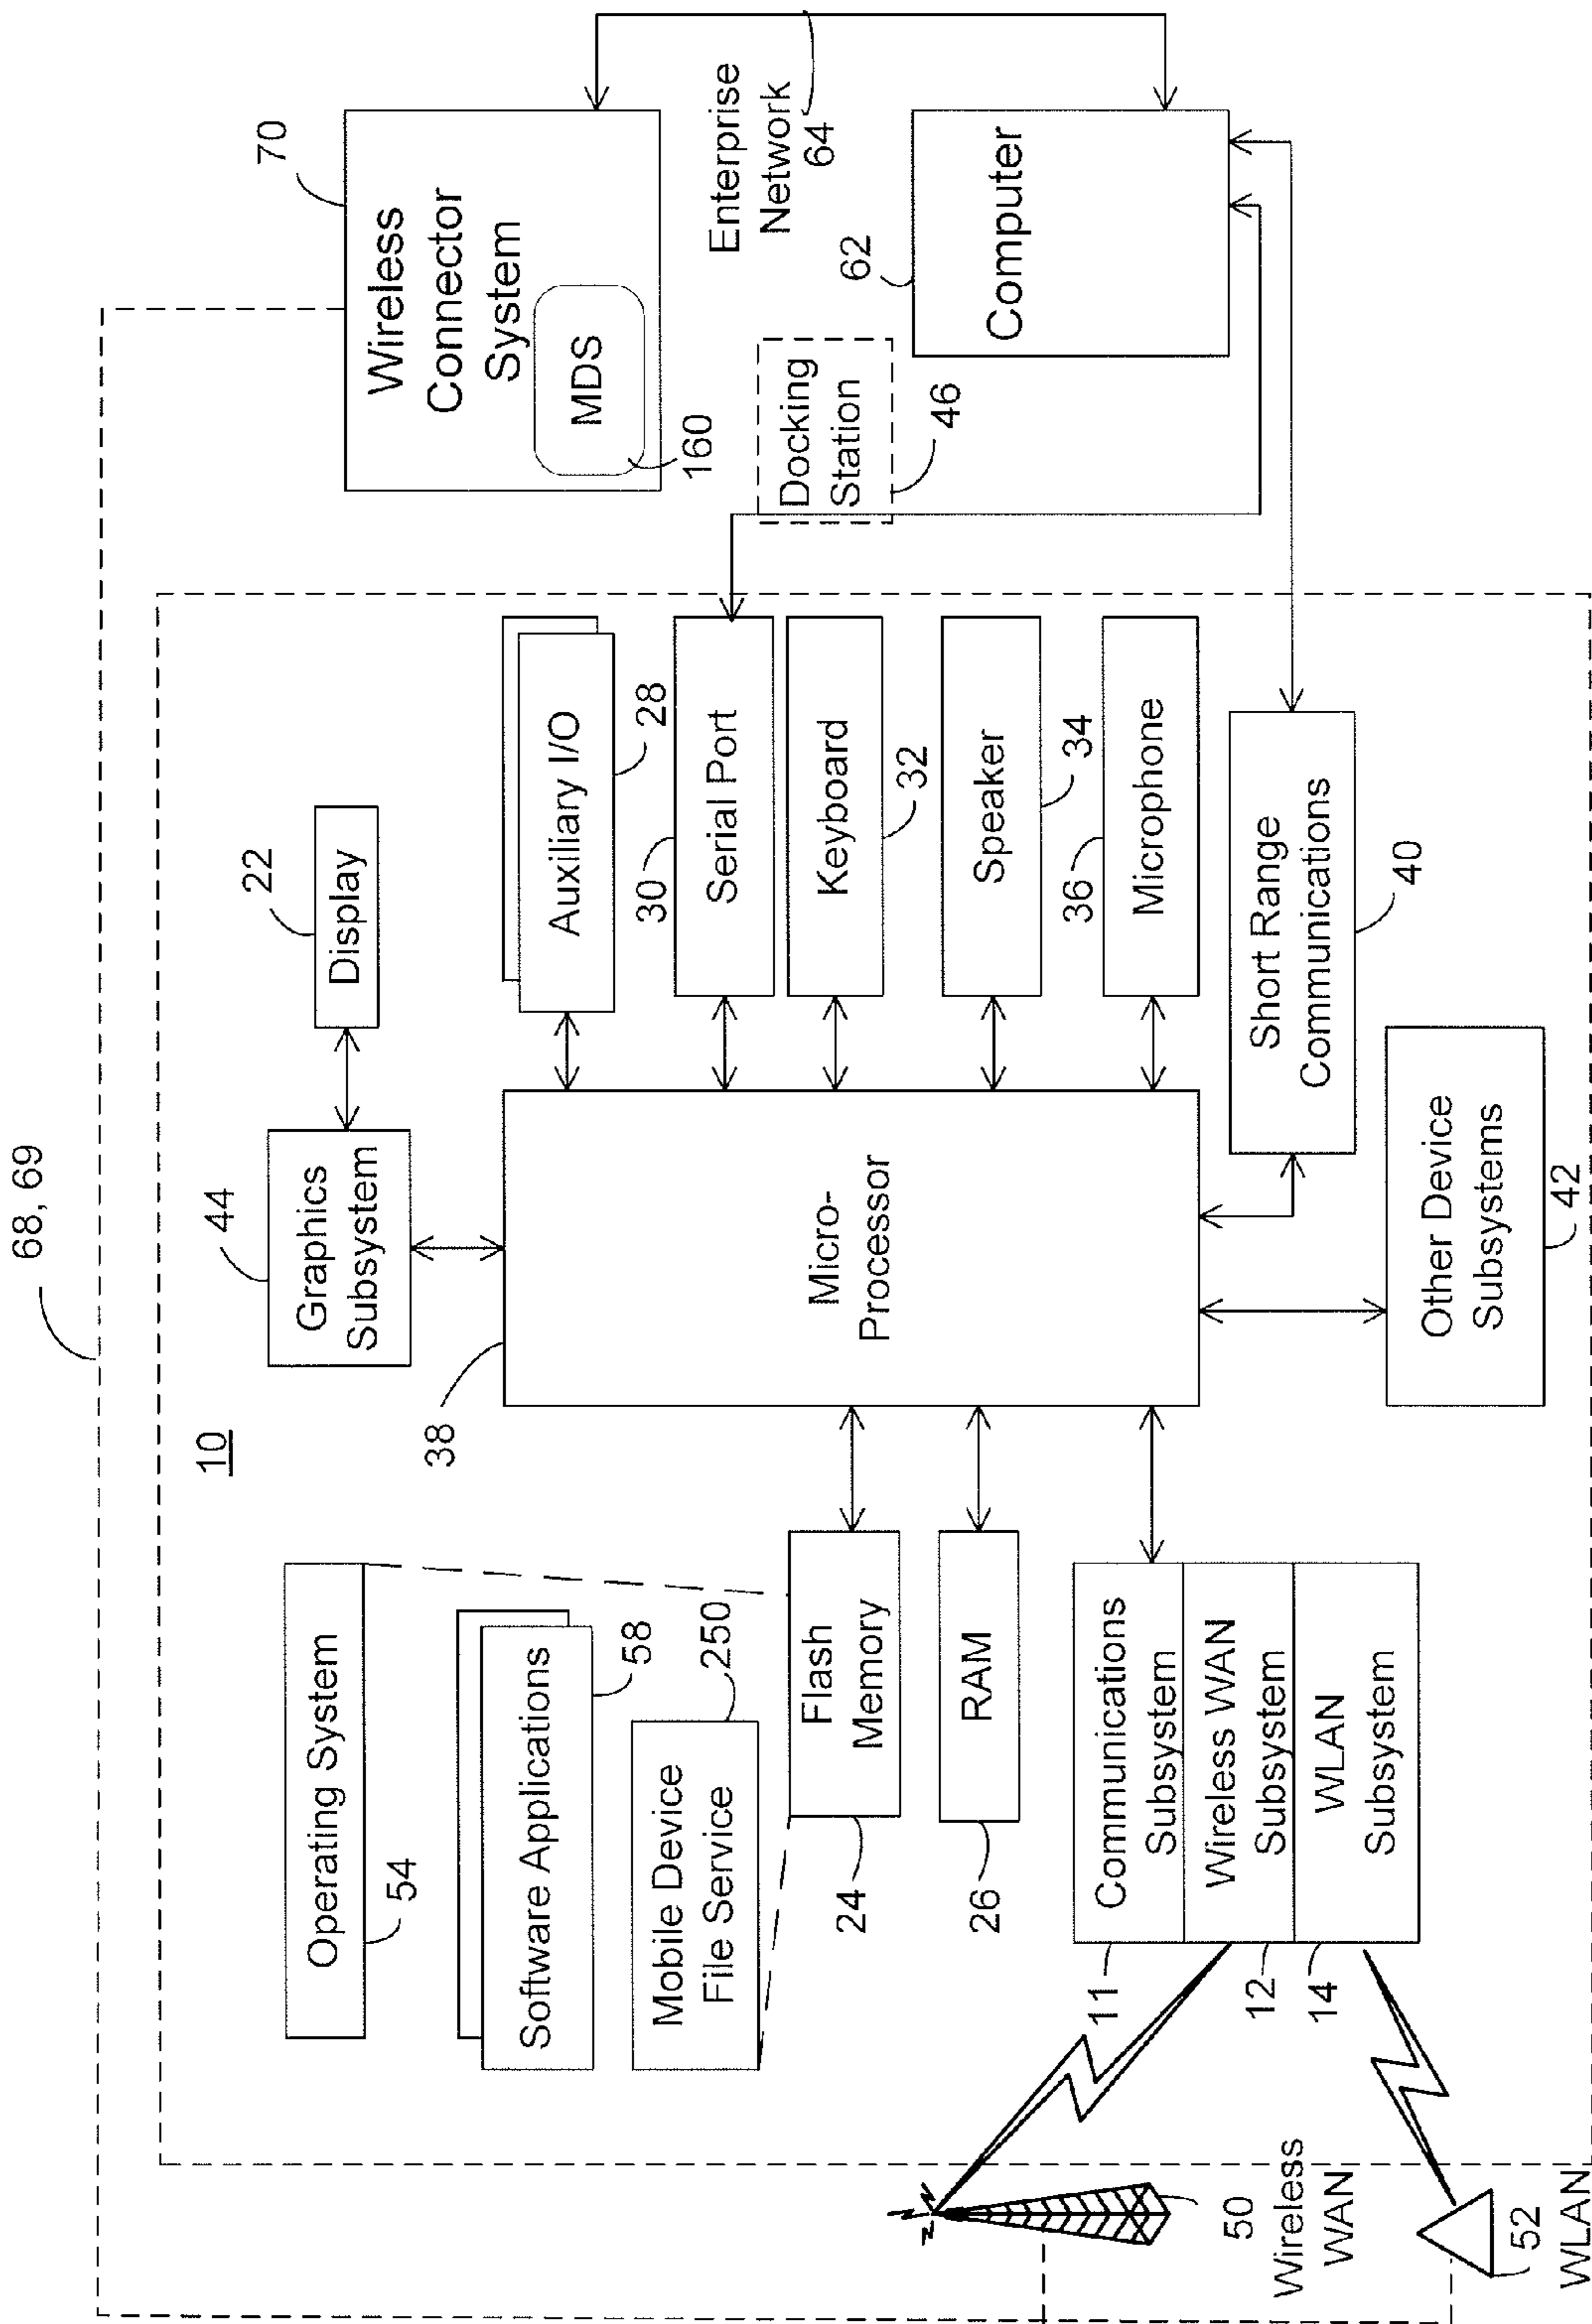 68, 69
10
70
Wireless
Connector
System
MDS
160
Enterprise
Network
64
62
Computer
Docking
Station
46
44
Graphics
Subsystem
22
Display
Auxiliary I/O
28
30
Serial Port
Keyboard
32
Speaker
34
36
Microphone
Short Range
Communications
40
38
Micro-
Processor
Other Device
Subsystems
42
Operating System
54
Software Applications
58
Mobile Device
File Service
250
Flash
Memory
24
RAM
26
Communications
Subsystem
11
Wireless WAN
Subsystem
12
WLAN
Subsystem
14
50
Wireless
WAN
52
WLAN